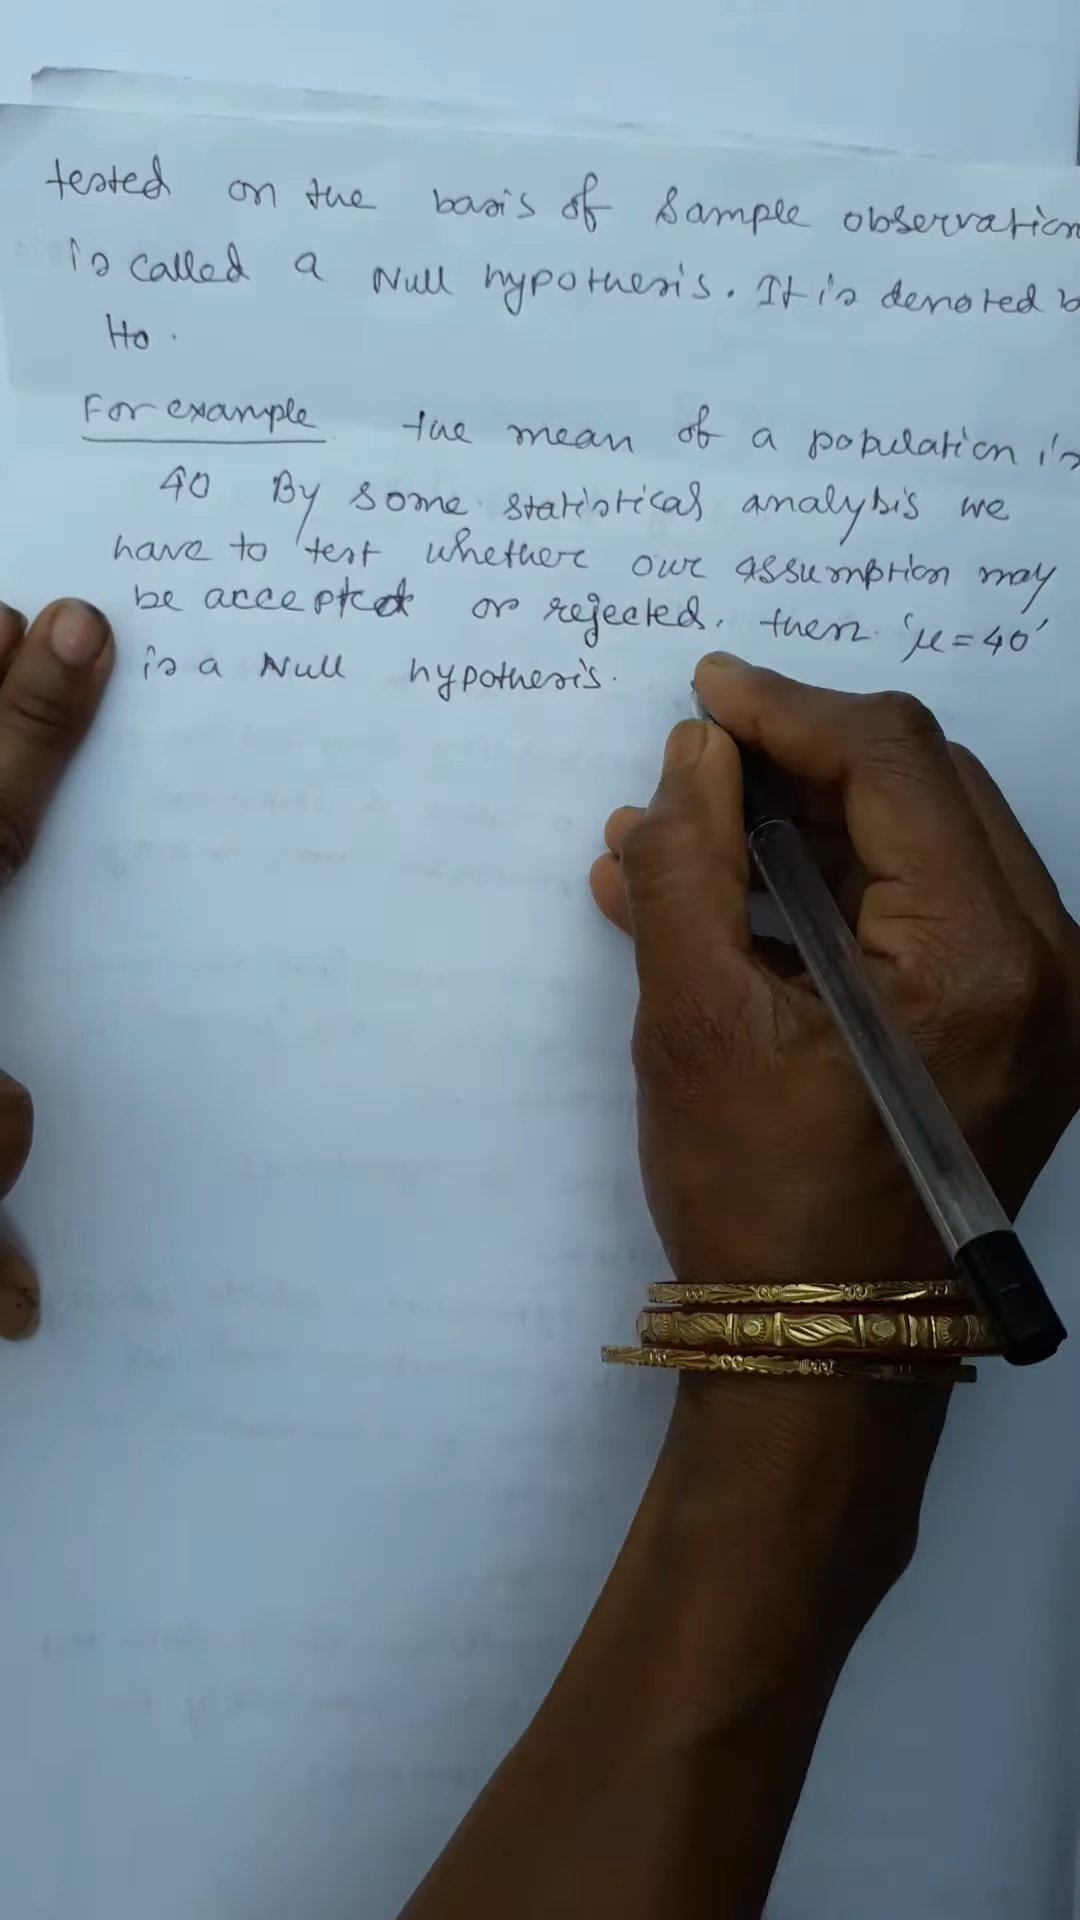 tested on the basis of sample observation
is called a Null hypothesis. It is denoted b
Ho.
For example the mean of a population is
40 By some statistical analysis we
have to test whether our assumption may
be accepted or rejected. then 'μ = 40'
is a Null hypothesis.